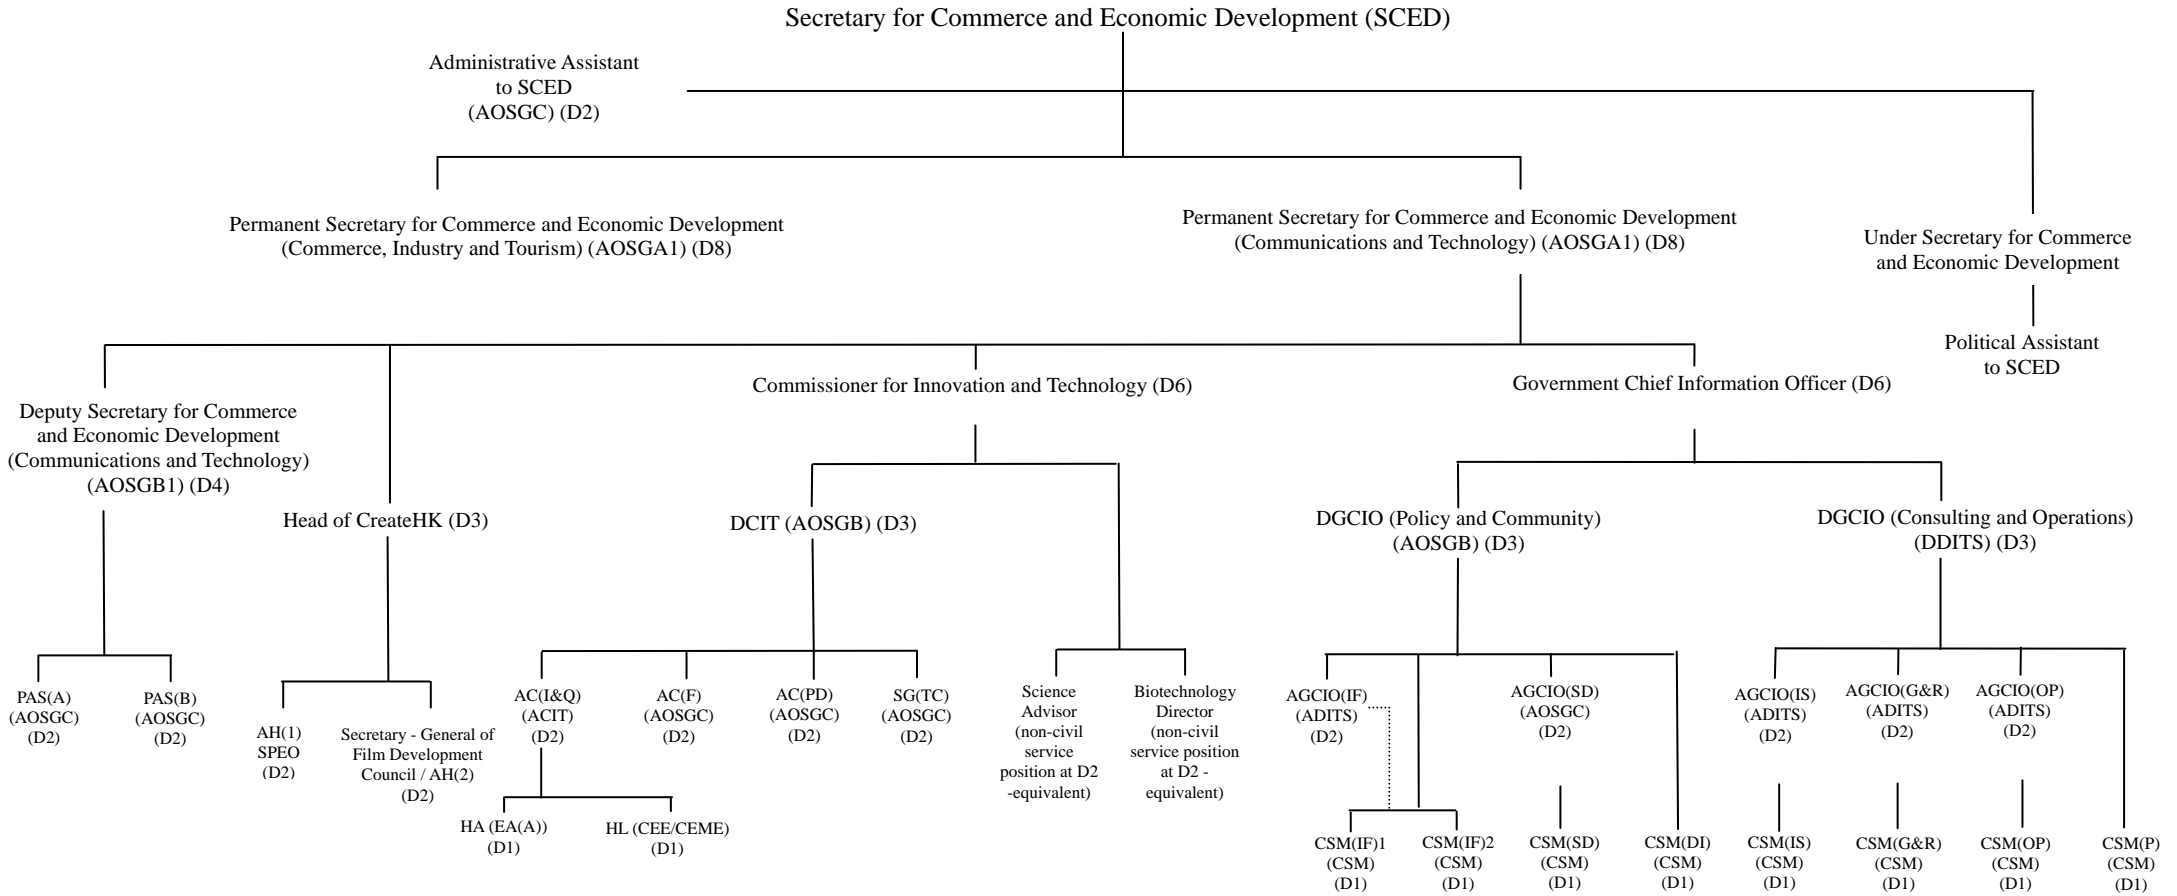 Secretary for Commerce and Economic Development (SCED)
Administrative Assistant
to SCED
(AOSGC) (D2)
Permanent Secretary for Commerce and Economic Development
(Commerce, Industry and Tourism) (AOSGA1) (D8)
Permanent Secretary for Commerce and Economic Development
(Communications and Technology) (AOSGA1) (D8)
Under Secretary for Commerce
and Economic Development
Political Assistant
to SCED
Deputy Secretary for Commerce
and Economic Development
(Communications and Technology)
(AOSGB1) (D4)
Head of CreateHK (D3)
Commissioner for Innovation and Technology (D6)
Government Chief Information Officer (D6)
DCIT (AOSGB) (D3)
DGCIO (Policy and Community)
(AOSGB) (D3)
DGCIO (Consulting and Operations)
(DDITS) (D3)
PAS(A)
(AOSGC)
(D2)
PAS(B)
(AOSGC)
(D2)
AH(1)
SPEO
(D2)
Secretary - General of
Film Development
Council / AH(2)
(D2)
AC(I&Q)
(ACIT)
(D2)
AC(F)
(AOSGC)
(D2)
AC(PD)
(AOSGC)
(D2)
SG(TC)
(AOSGC)
(D2)
Science
Advisor
(non-civil
service
position at D2
-equivalent)
Biotechnology
Director
(non-civil
service position
at D2 -
equivalent)
AGCIO(IF)
(ADITS)
(D2)
AGCIO(SD)
(AOSGC)
(D2)
AGCIO(IS)
(ADITS)
(D2)
AGCIO(G&R)
(ADITS)
(D2)
AGCIO(OP)
(ADITS)
(D2)
HA (EA(A))
(D1)
HL (CEE/CEME)
(D1)
CSM(IF)1
(CSM)
(D1)
CSM(IF)2
(CSM)
(D1)
CSM(SD)
(CSM)
(D1)
CSM(DI)
(CSM)
(D1)
CSM(IS)
(CSM)
(D1)
CSM(G&R)
(CSM)
(D1)
CSM(OP)
(CSM)
(D1)
CSM(P)
(CSM)
(D1)